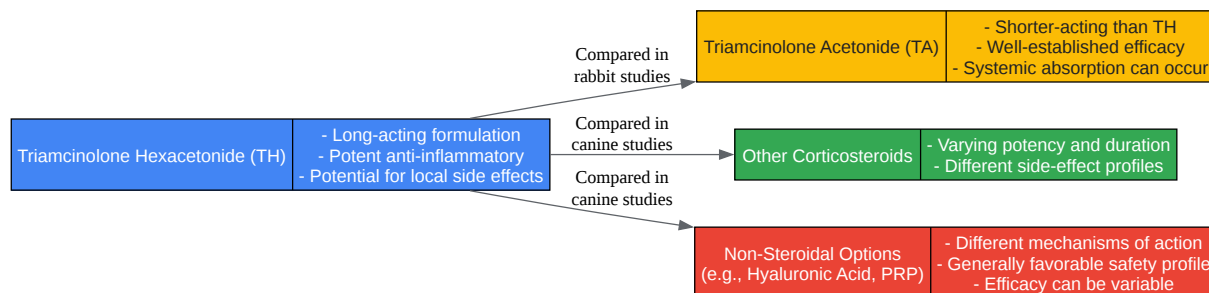 Triamcinolone Hexacetonide (TH)
- Long-acting formulation
- Potent anti-inflammatory
- Potential for local side effects
Compared in
rabbit studies
Compared in
canine studies
Compared in
canine studies
Triamcinolone Acetonide (TA)
- Shorter-acting than TH
- Well-established efficacy
- Systemic absorption can occur
Other Corticosteroids
- Varying potency and duration
- Different side-effect profiles
Non-Steroidal Options
(e.g., Hyaluronic Acid, PRP)
- Different mechanisms of action
- Generally favorable safety profile
- Efficacy can be variable